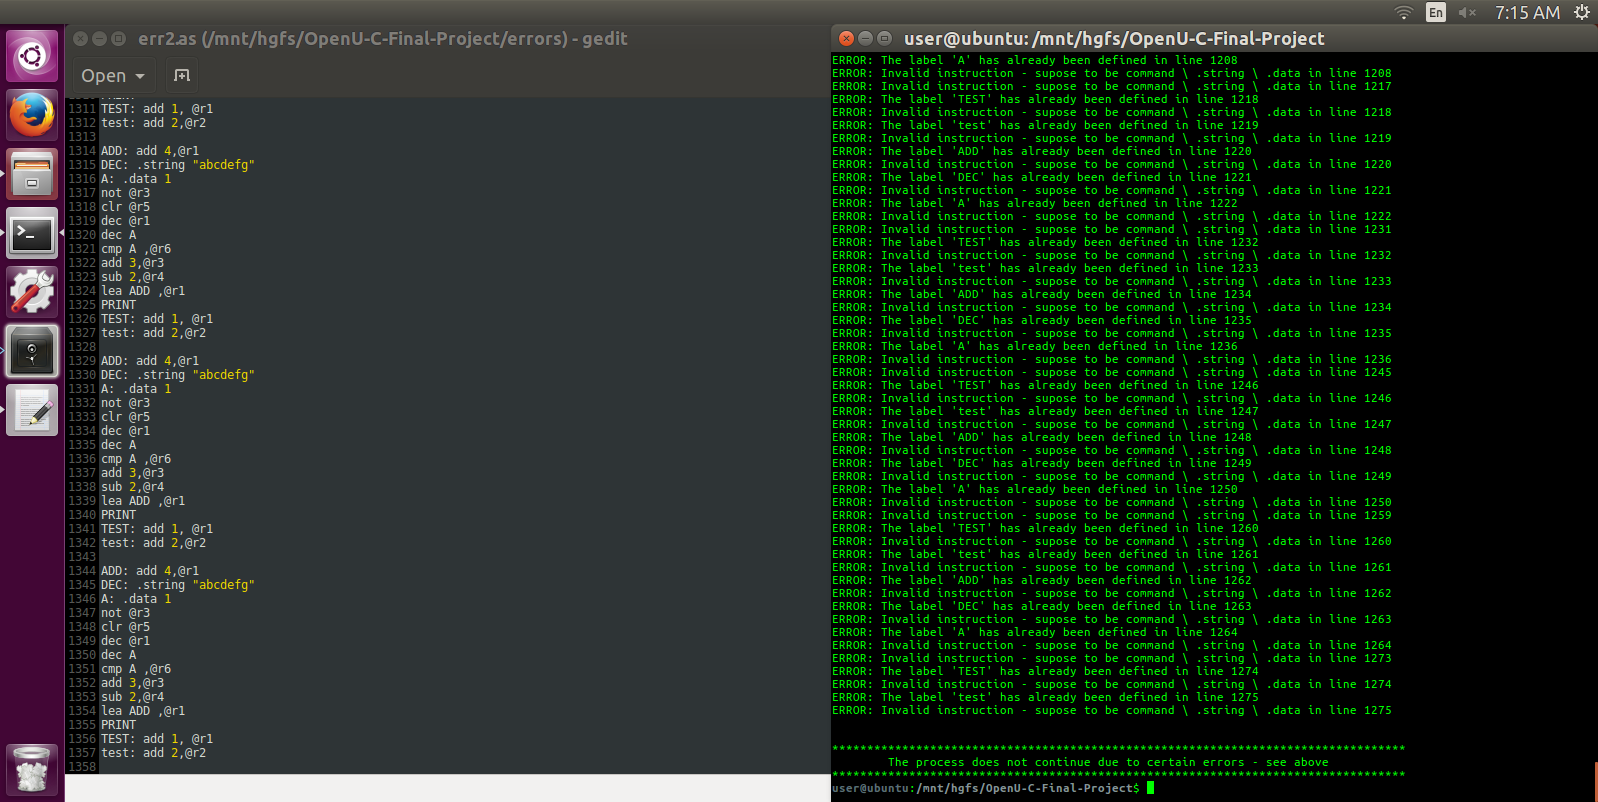 En
7:15 AM
err2.as (/mnt/hgfs/OpenU-C-Final-Project/errors) - gedit
Open
1311 TEST: add 1, @r1
1312 test: add 2,@r2
1313
1314 ADD: add 4,@r1
1315 DEC: .string "abcdefg"
1316 A: .data 1
1317 not @r3
1318 clr @r5
1319 dec @r1
1320 dec A
1321 cmp A ,@r6
1322 add 3,@r3
1323 sub 2,@r4
1324 lea ADD ,@r1
1325 PRINT
1326 TEST: add 1, @r1
1327 test: add 2,@r2
1328
1329 ADD: add 4,@r1
1330 DEC: .string "abcdefg"
1331 A: .data 1
1332 not @r3
1333 clr @r5
1334 dec @r1
1335 dec A
1336 cmp A ,@r6
1337 add 3,@r3
1338 sub 2,@r4
1339 lea ADD ,@r1
1340 PRINT
1341 TEST: add 1, @r1
1342 test: add 2,@r2
1343
1344 ADD: add 4,@r1
1345 DEC: .string "abcdefg"
1346 A: .data 1
1347 not @r3
1348 clr @r5
1349 dec @r1
1350 dec A
1351 cmp A ,@r6
1352 add 3,@r3
1353 sub 2,@r4
1354 lea ADD ,@r1
1355 PRINT
1356 TEST: add 1, @r1
1357 test: add 2,@r2
1358
user@ubuntu: /mnt/hgfs/OpenU-C-Final-Project
ERROR: The label 'A' has already been defined in line 1208
ERROR: Invalid instruction - supose to be command \ .string \ .data in line 1208
ERROR: Invalid instruction - supose to be command \ .string \ .data in line 1217
ERROR: The label 'TEST' has already been defined in line 1218
ERROR: Invalid instruction - supose to be command \ .string \ .data in line 1218
ERROR: The label 'test' has already been defined in line 1219
ERROR: Invalid instruction - supose to be command \ .string \ .data in line 1219
ERROR: The label 'ADD' has already been defined in line 1220
ERROR: Invalid instruction - supose to be command \ .string \ .data in line 1220
ERROR: The label 'DEC' has already been defined in line 1221
ERROR: Invalid instruction - supose to be command \ .string \ .data in line 1221
ERROR: The label 'A' has already been defined in line 1222
ERROR: Invalid instruction - supose to be command \ .string \ .data in line 1222
ERROR: Invalid instruction - supose to be command \ .string \ .data in line 1231
ERROR: The label 'TEST' has already been defined in line 1232
ERROR: Invalid instruction - supose to be command \ .string \ .data in line 1232
ERROR: The label 'test' has already been defined in line 1233
ERROR: Invalid instruction - supose to be command \ .string \ .data in line 1233
ERROR: The label 'ADD' has already been defined in line 1234
ERROR: Invalid instruction - supose to be command \ .string \ .data in line 1234
ERROR: The label 'DEC' has already been defined in line 1235
ERROR: Invalid instruction - supose to be command \ .string \ .data in line 1235
ERROR: The label 'A' has already been defined in line 1236
ERROR: Invalid instruction - supose to be command \ .string \ .data in line 1236
ERROR: Invalid instruction - supose to be command \ .string \ .data in line 1245
ERROR: The label 'TEST' has already been defined in line 1246
ERROR: Invalid instruction - supose to be command \ .string \ .data in line 1246
ERROR: The label 'test' has already been defined in line 1247
ERROR: Invalid instruction - supose to be command \ .string \ .data in line 1247
ERROR: The label 'ADD' has already been defined in line 1248
ERROR: Invalid instruction - supose to be command \ .string \ .data in line 1248
ERROR: The label 'DEC' has already been defined in line 1249
ERROR: Invalid instruction - supose to be command \ .string \ .data in line 1249
ERROR: The label 'A' has already been defined in line 1250
ERROR: Invalid instruction - supose to be command \ .string \ .data in line 1250
ERROR: Invalid instruction - supose to be command \ .string \ .data in line 1259
ERROR: The label 'TEST' has already been defined in line 1260
ERROR: Invalid instruction - supose to be command \ .string \ .data in line 1260
ERROR: The label 'test' has already been defined in line 1261
ERROR: Invalid instruction - supose to be command \ .string \ .data in line 1261
ERROR: The label 'ADD' has already been defined in line 1262
ERROR: Invalid instruction - supose to be command \ .string \ .data in line 1262
ERROR: The label 'DEC' has already been defined in line 1263
ERROR: Invalid instruction - supose to be command \ .string \ .data in line 1263
ERROR: The label 'A' has already been defined in line 1264
ERROR: Invalid instruction - supose to be command \ .string \ .data in line 1264
ERROR: Invalid instruction - supose to be command \ .string \ .data in line 1273
ERROR: The label 'TEST' has already been defined in line 1274
ERROR: Invalid instruction - supose to be command \ .string \ .data in line 1274
ERROR: The label 'test' has already been defined in line 1275
ERROR: Invalid instruction - supose to be command \ .string \ .data in line 1275
**********************************************************************************
The process does not continue due to certain errors - see above
**********************************************************************************
user@ubuntu:/mnt/hgfs/OpenU-C-Final-Project$